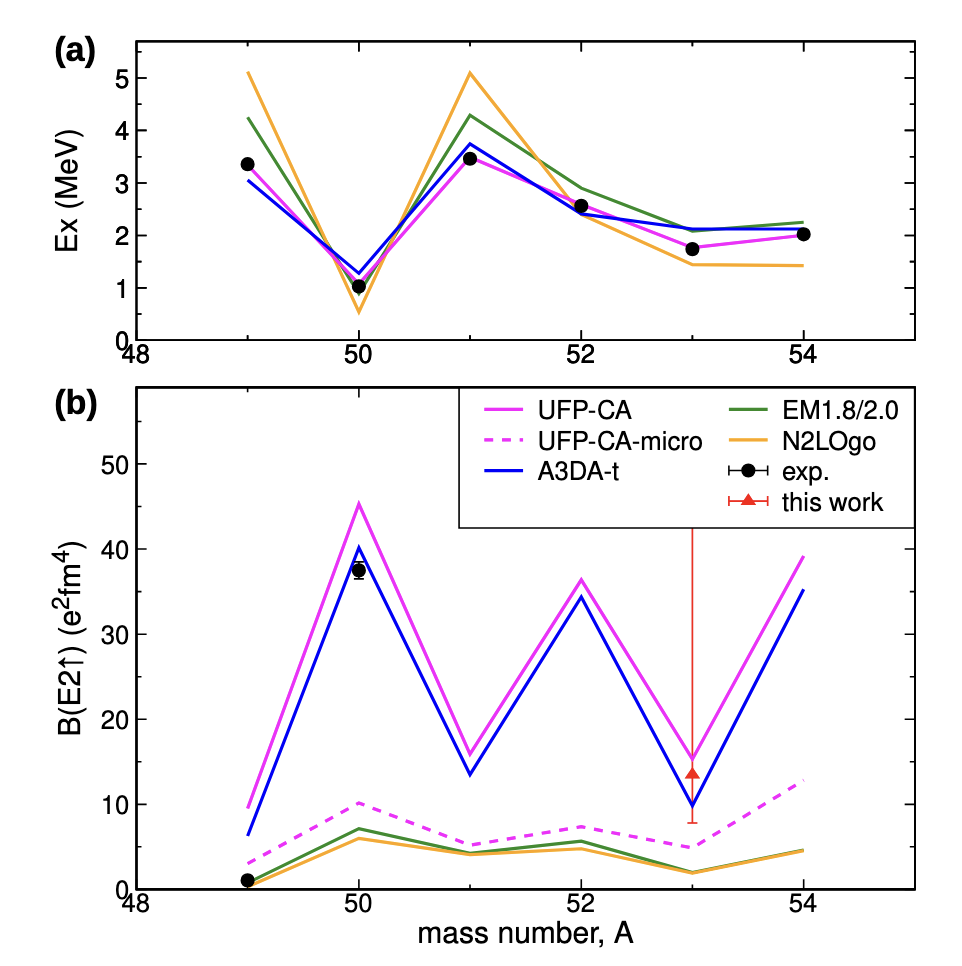 (a)
Ex (MeV)
5
4
3
2
1
0
48 50 52 54
(b)
B(E2↑) (e²fm⁴)
UFP-CA
UFP-CA-micro
A3DA-t
EM1.8/2.0
N2LOgo
exp.
this work
50
40
30
20
10
0
48 50 52 54
mass number, A